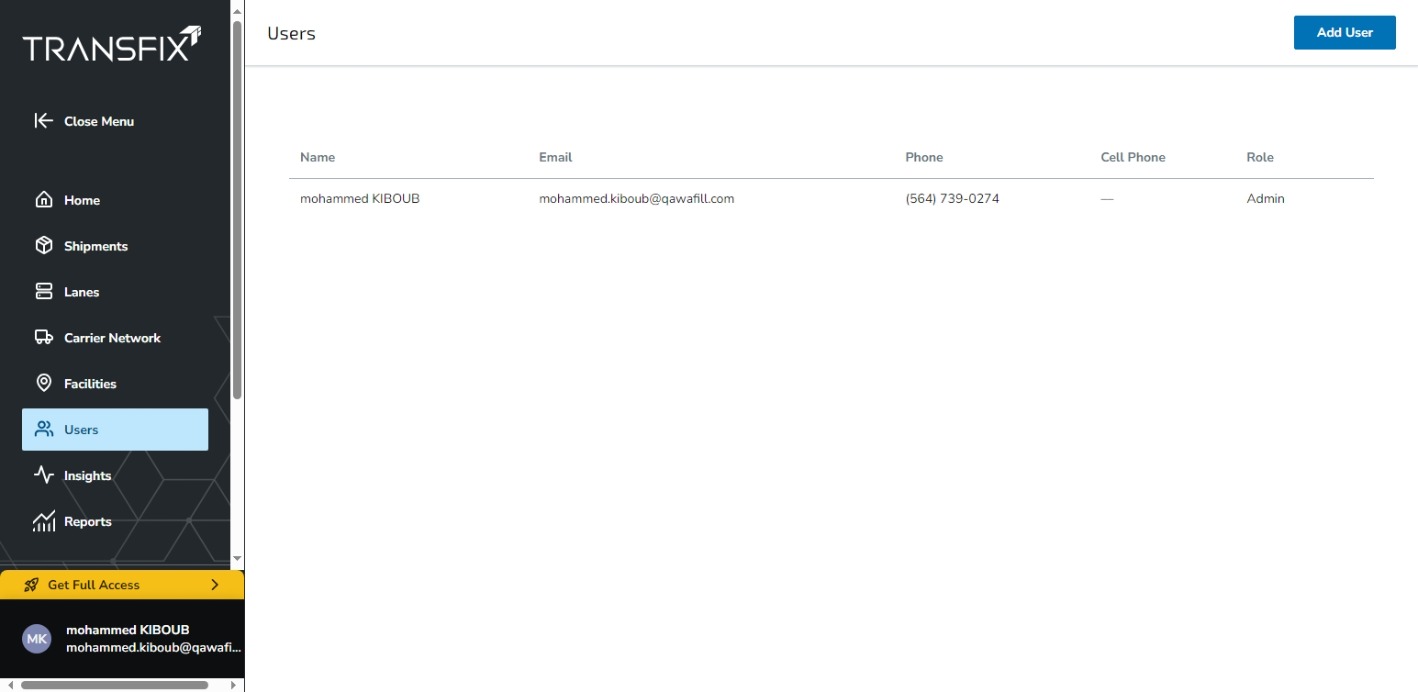 TRANSFIX
Close Menu
Home
Shipments
Lanes
Carrier Network
Facilities
Users
Insights
Reports
Get Full Access
MK
mohammed KIBOUB
mohammed.kiboub@qawafi...
Users
Add User
Name Email Phone Cell Phone Role
mohammed KIBOUB mohammed.kiboub@qawafill.com (564) 739-0274 — Admin